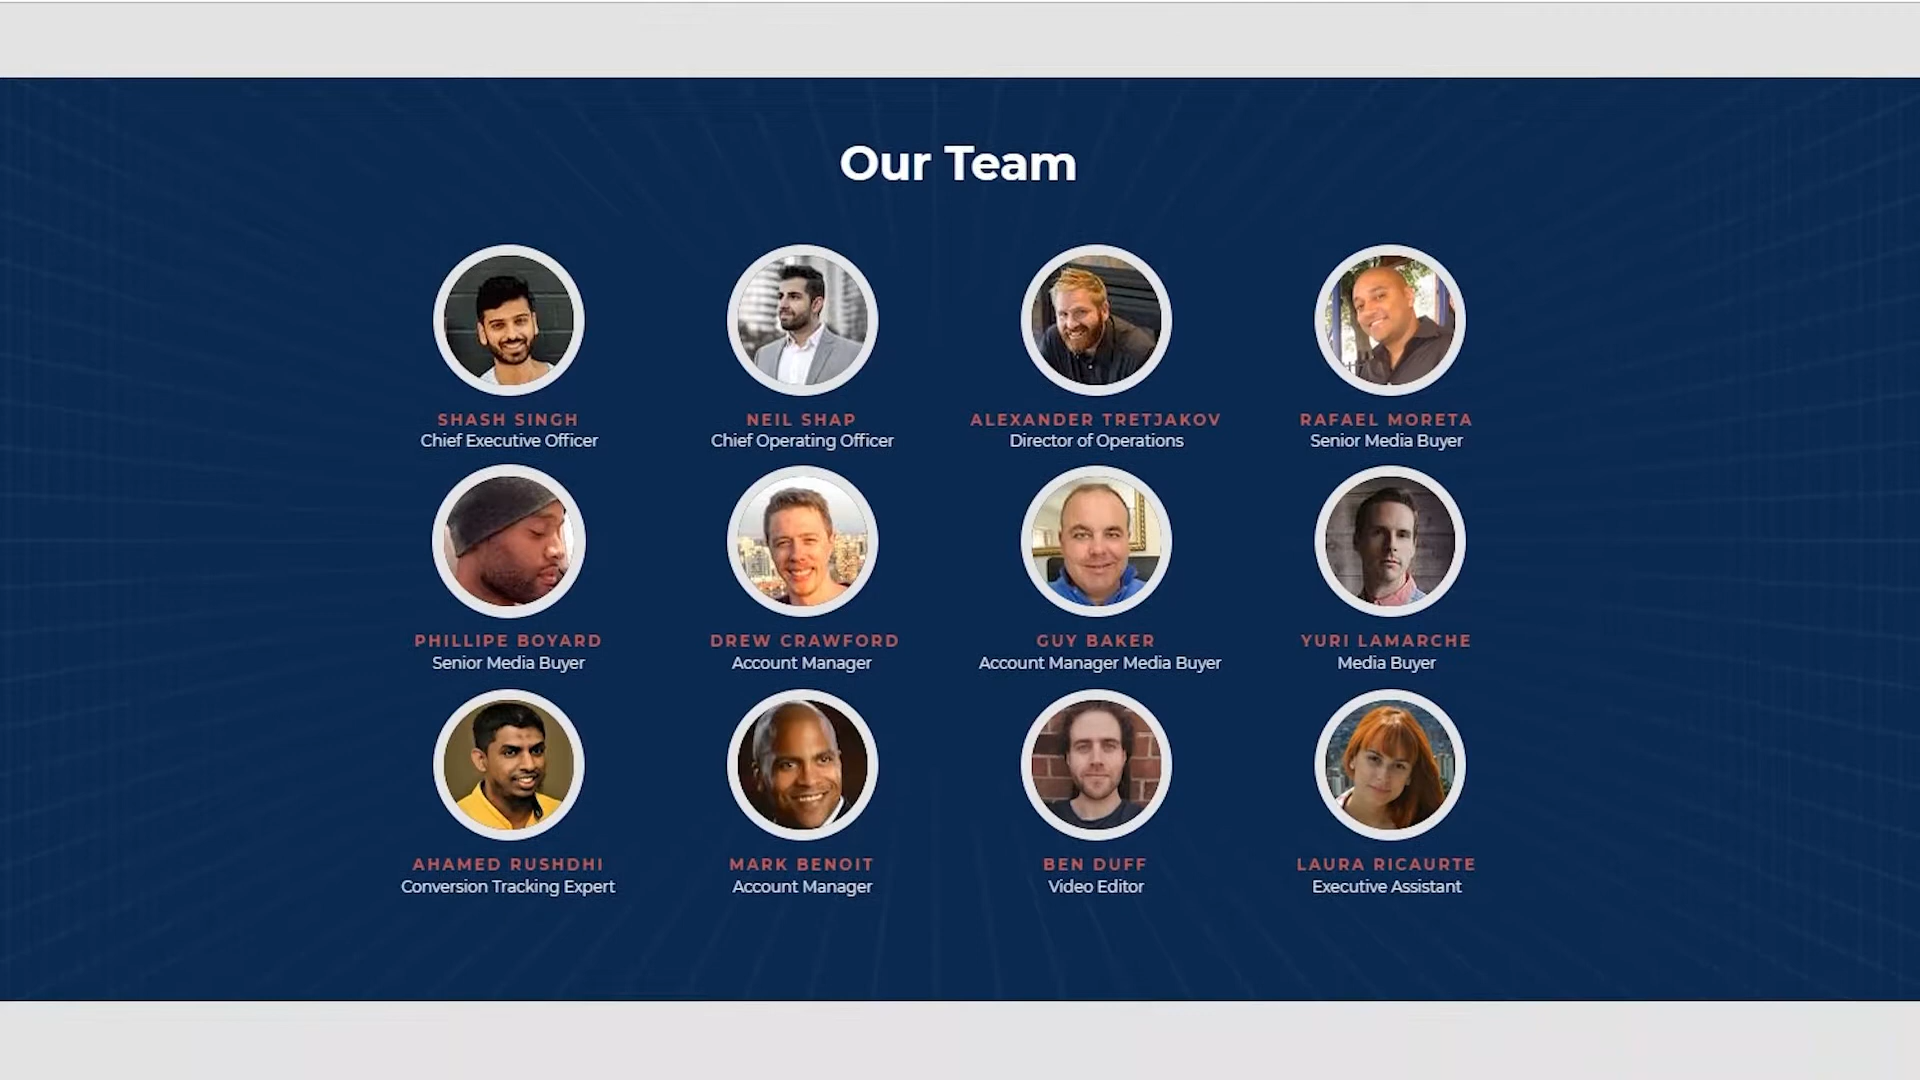 Our Team
SHASH SINGH
Chief Executive Officer
NEIL SHAP
Chief Operating Officer
ALEXANDER TRETJAKOV
Director of Operations
RAFAEL MORETA
Senior Media Buyer
PHILLIPE BOYARD
Senior Media Buyer
DREW CRAWFORD
Account Manager
GUY BAKER
Account Manager Media Buyer
YURI LAMARCHE
Media Buyer
AHAMED RUSHDHI
Conversion Tracking Expert
MARK BENOIT
Account Manager
BEN DUFF
Video Editor
LAURA RICAURTE
Executive Assistant